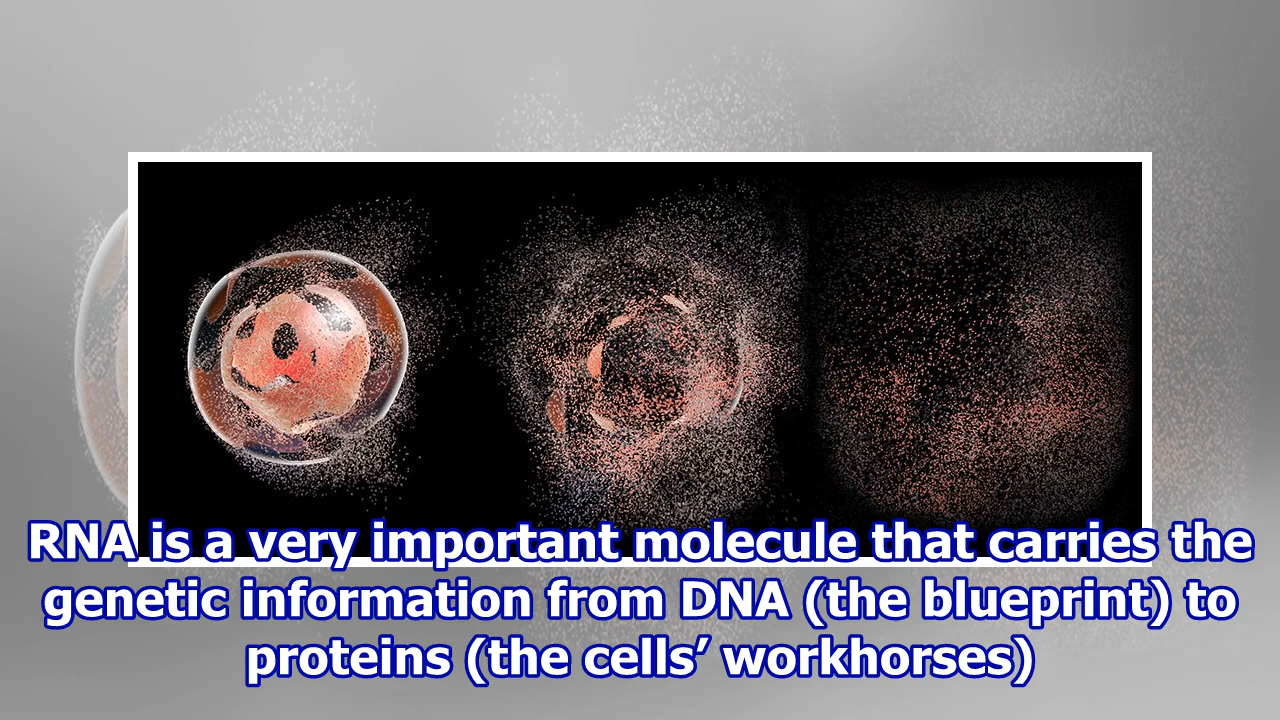 RNA is a very important molecule that carries the
genetic information from DNA (the blueprint) to
proteins (the cells’ workhorses)